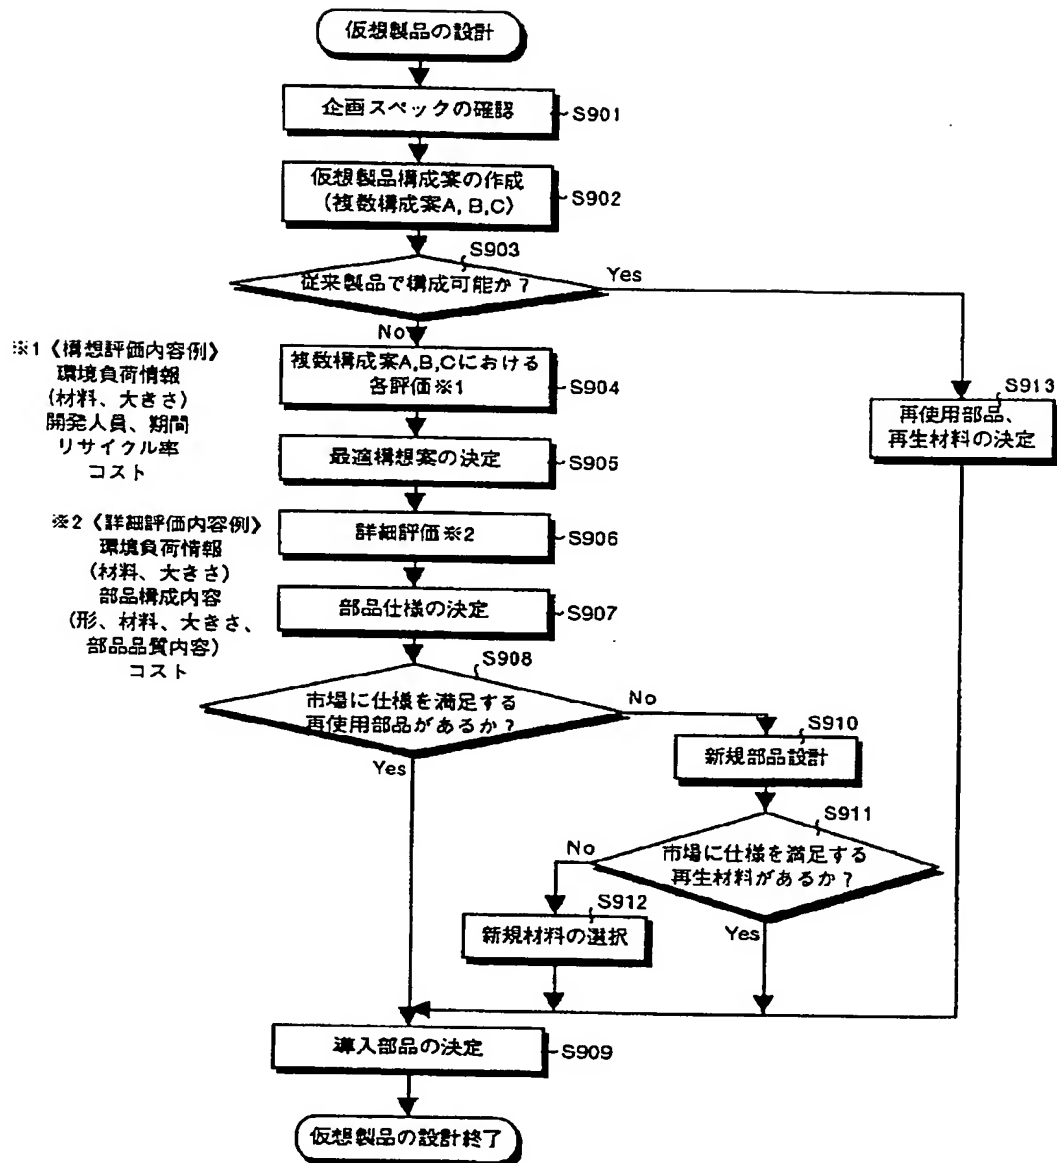 仮想製品の設計
企画スペックの確認
S901
仮想製品構成案の作成
(複数構成案A, B,C)
S902
S903
従来製品で構成可能か?
Yes
No
※1《構想評価内容例》
環境負荷情報
(材料、大きさ)
開発人員、期間
リサイクル率
コスト
複数構成案A,B,Cにおける
各評価※1
S904
S913
再使用部品、
再生材料の決定
最適構想案の決定
S905
※2《詳細評価内容例》
環境負荷情報
(材料、大きさ)
部品構成内容
(形、材料、大きさ、
部品品質内容)
コスト
詳細評価※2
S906
部品仕様の決定
S907
S908
市場に仕様を満足する
再使用部品があるか?
No
Yes
S910
新規部品設計
S911
市場に仕様を満足する
再生材料があるか?
No
Yes
S912
新規材料の選択
導入部品の決定
S909
仮想製品の設計終了